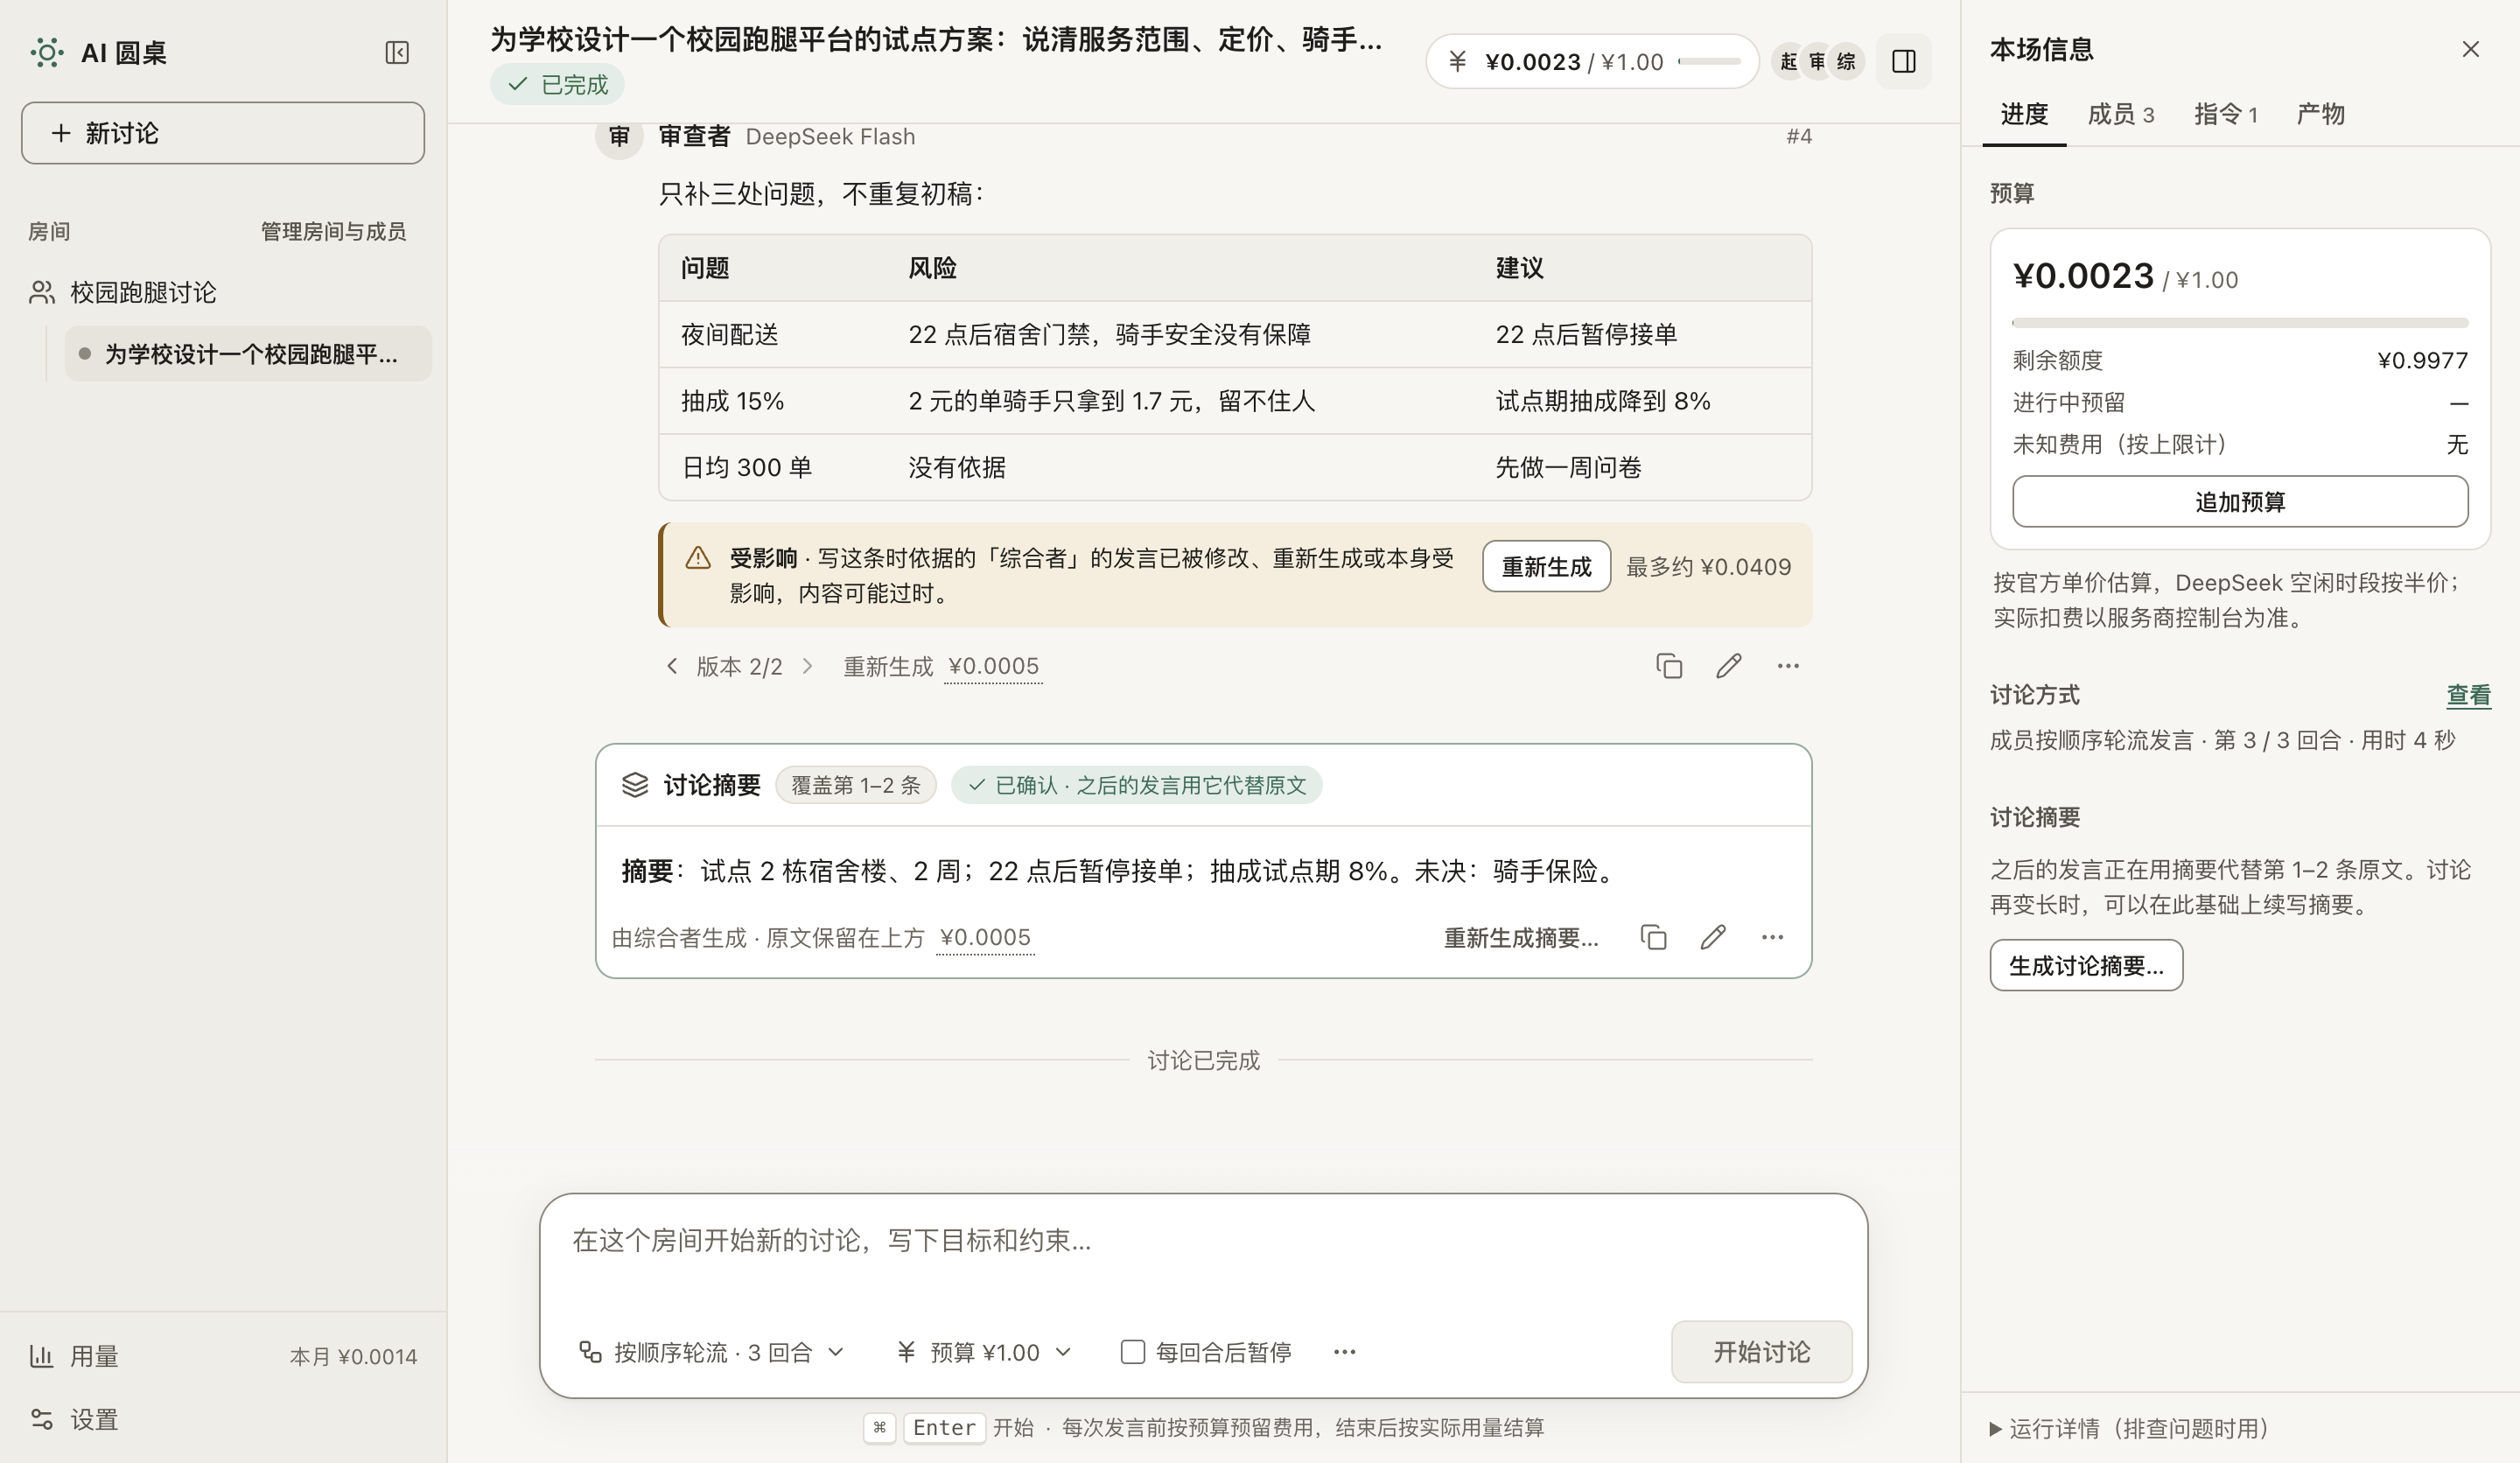 AI 圆桌
新讨论
房间
管理房间与成员
校园跑腿讨论
为学校设计一个校园跑腿平...
用量
本月 ¥0.0014
设置
为学校设计一个校园跑腿平台的试点方案：说清服务范围、定价、骑手...
已完成
¥0.0023 / ¥1.00
审 综
审 审查者 DeepSeek Flash #4
只补三处问题，不重复初稿：
问题 风险 建议
夜间配送 22 点后宿舍门禁，骑手安全没有保障 22 点后暂停接单
抽成 15% 2 元的单骑手只拿到 1.7 元，留不住人 试点期抽成降到 8%
日均 300 单 没有依据 先做一周问卷
受影响 · 写这条时依据的「综合者」的发言已被修改、重新生成或本身受
影响，内容可能过时。
重新生成 最多约 ¥0.0409
版本 2/2 重新生成 ¥0.0005
讨论摘要 覆盖第 1–2 条 已确认 · 之后的发言用它代替原文
摘要：试点 2 栋宿舍楼、2 周；22 点后暂停接单；抽成试点期 8%。未决：骑手保险。
由综合者生成 · 原文保留在上方 ¥0.0005 重新生成摘要...
讨论已完成
在这个房间开始新的讨论，写下目标和约束...
按顺序轮流 · 3 回合 ¥ 预算 ¥1.00 每回合后暂停 开始讨论
⌘ Enter 开始 · 每次发言前按预算预留费用，结束后按实际用量结算
本场信息
进度 成员 3 指令 1 产物
预算
¥0.0023 / ¥1.00
剩余额度 ¥0.9977
进行中预留 —
未知费用（按上限计） 无
追加预算
按官方单价估算，DeepSeek 空闲时段按半价；
实际扣费以服务商控制台为准。
讨论方式 查看
成员按顺序轮流发言 · 第 3 / 3 回合 · 用时 4 秒
讨论摘要
之后的发言正在用摘要代替第 1–2 条原文。讨论
再变长时，可以在此基础上续写摘要。
生成讨论摘要...
运行详情（排查问题时用）